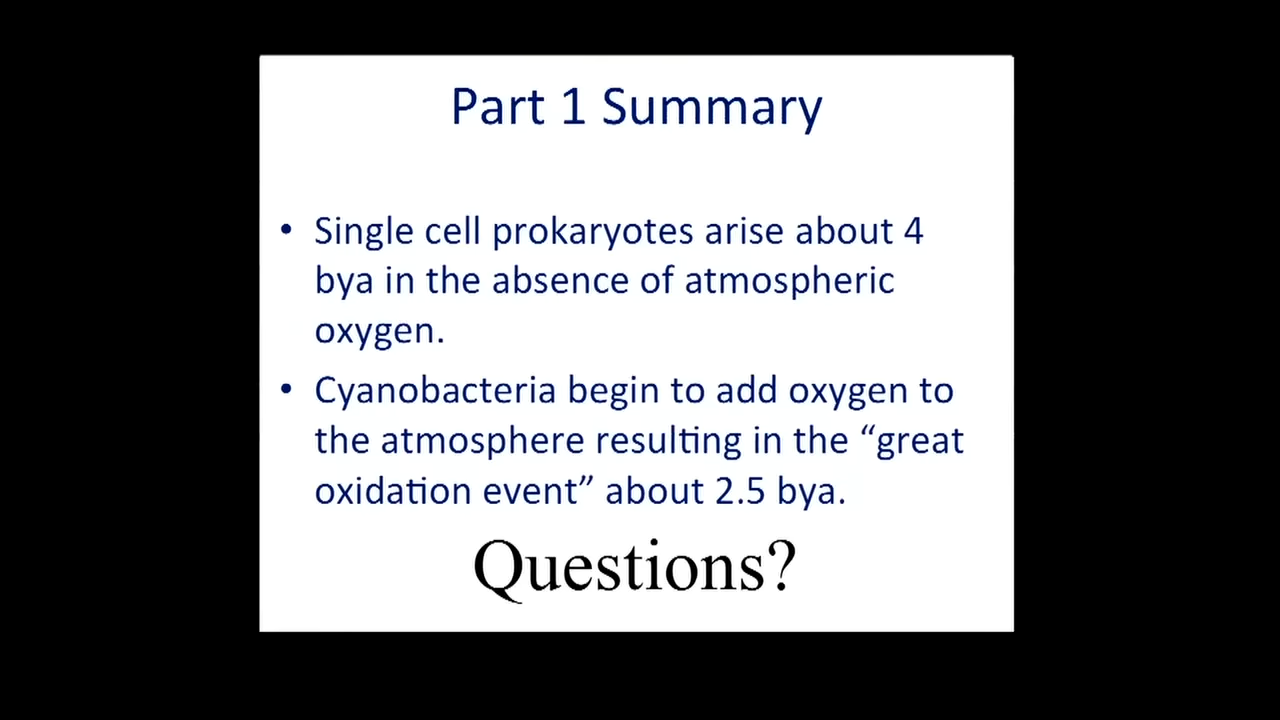 Part 1 Summary
• Single cell prokaryotes arise about 4
bya in the absence of atmospheric
oxygen.
• Cyanobacteria begin to add oxygen to
the atmosphere resulting in the “great
oxidation event” about 2.5 bya.
Questions?